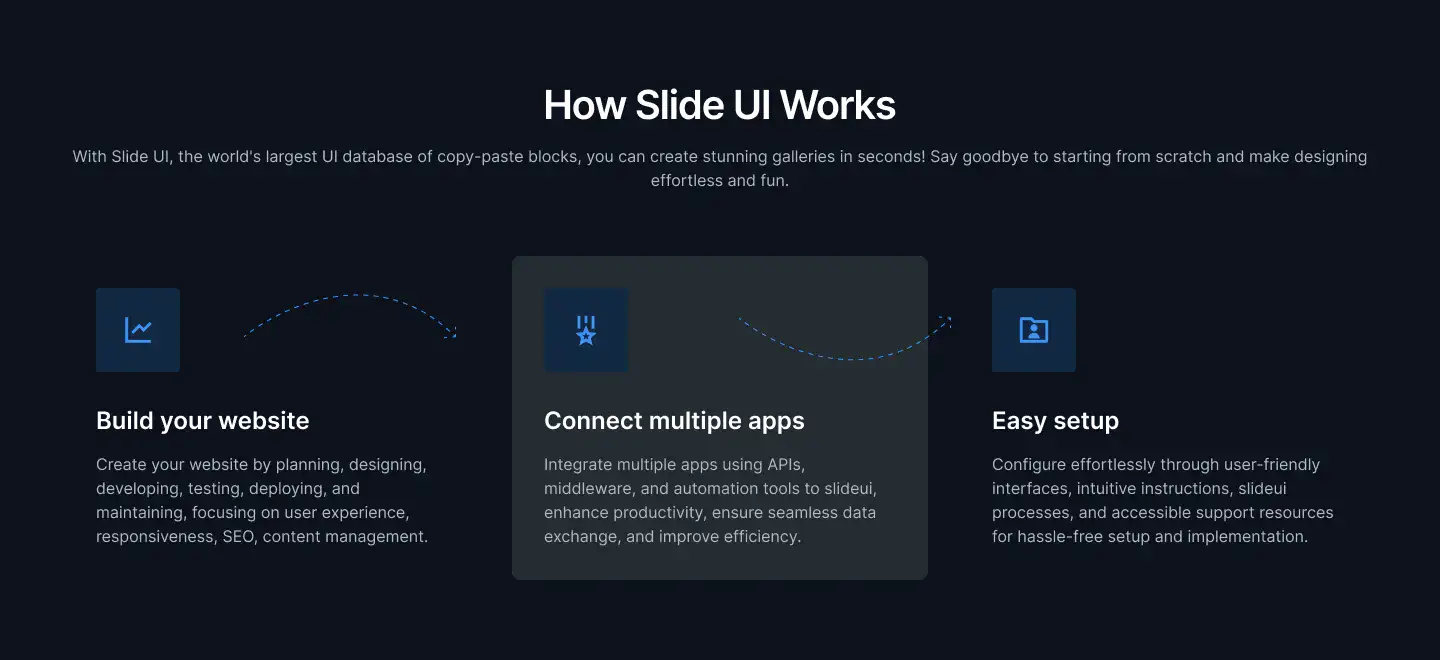 How Slide UI Works
With Slide UI, the world's largest UI database of copy-paste blocks, you can create stunning galleries in seconds! Say goodbye to starting from scratch and make designing
effortless and fun.
Build your website
Create your website by planning, designing,
developing, testing, deploying, and
maintaining, focusing on user experience,
responsiveness, SEO, content management.
Connect multiple apps
Integrate multiple apps using APIs,
middleware, and automation tools to slideui,
enhance productivity, ensure seamless data
exchange, and improve efficiency.
Easy setup
Configure effortlessly through user-friendly
interfaces, intuitive instructions, slideui
processes, and accessible support resources
for hassle-free setup and implementation.